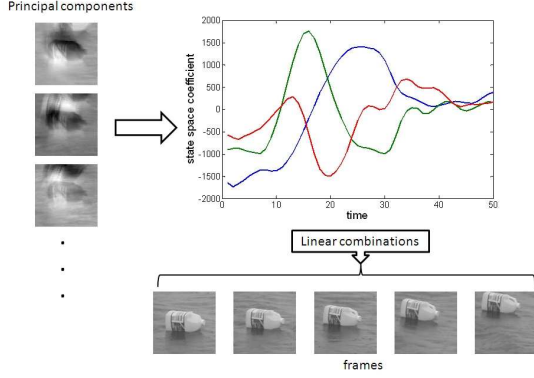 Principal components
state space coefficient
2000
1500
1000
500
0
-500
-1000
-1500
-2000
0 10 20 30 40 50
time
Linear combinations
frames